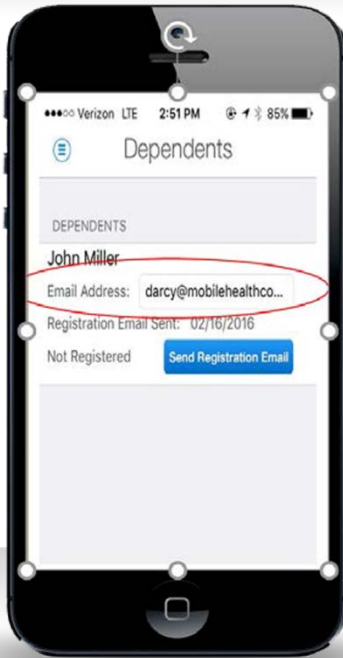 Verizon LTE 2:51 PM 85%
Dependents
DEPENDENTS
John Miller
Email Address: darcy@mobilehealthco...
Registration Email Sent: 02/16/2016
Not Registered Send Registration Email